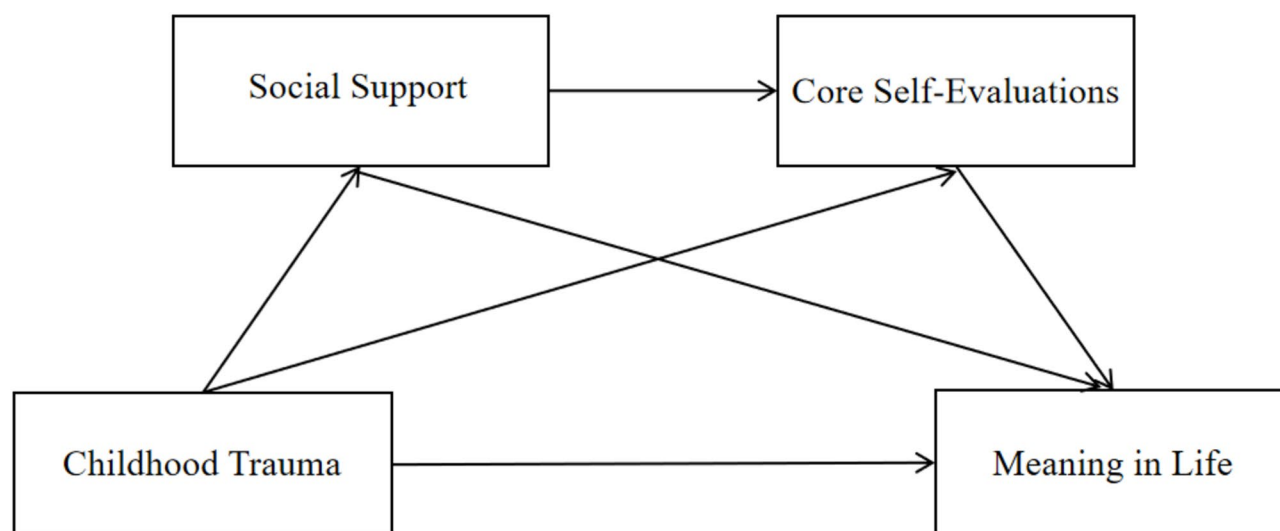 Social Support
Core Self-Evaluations
Childhood Trauma
Meaning in Life